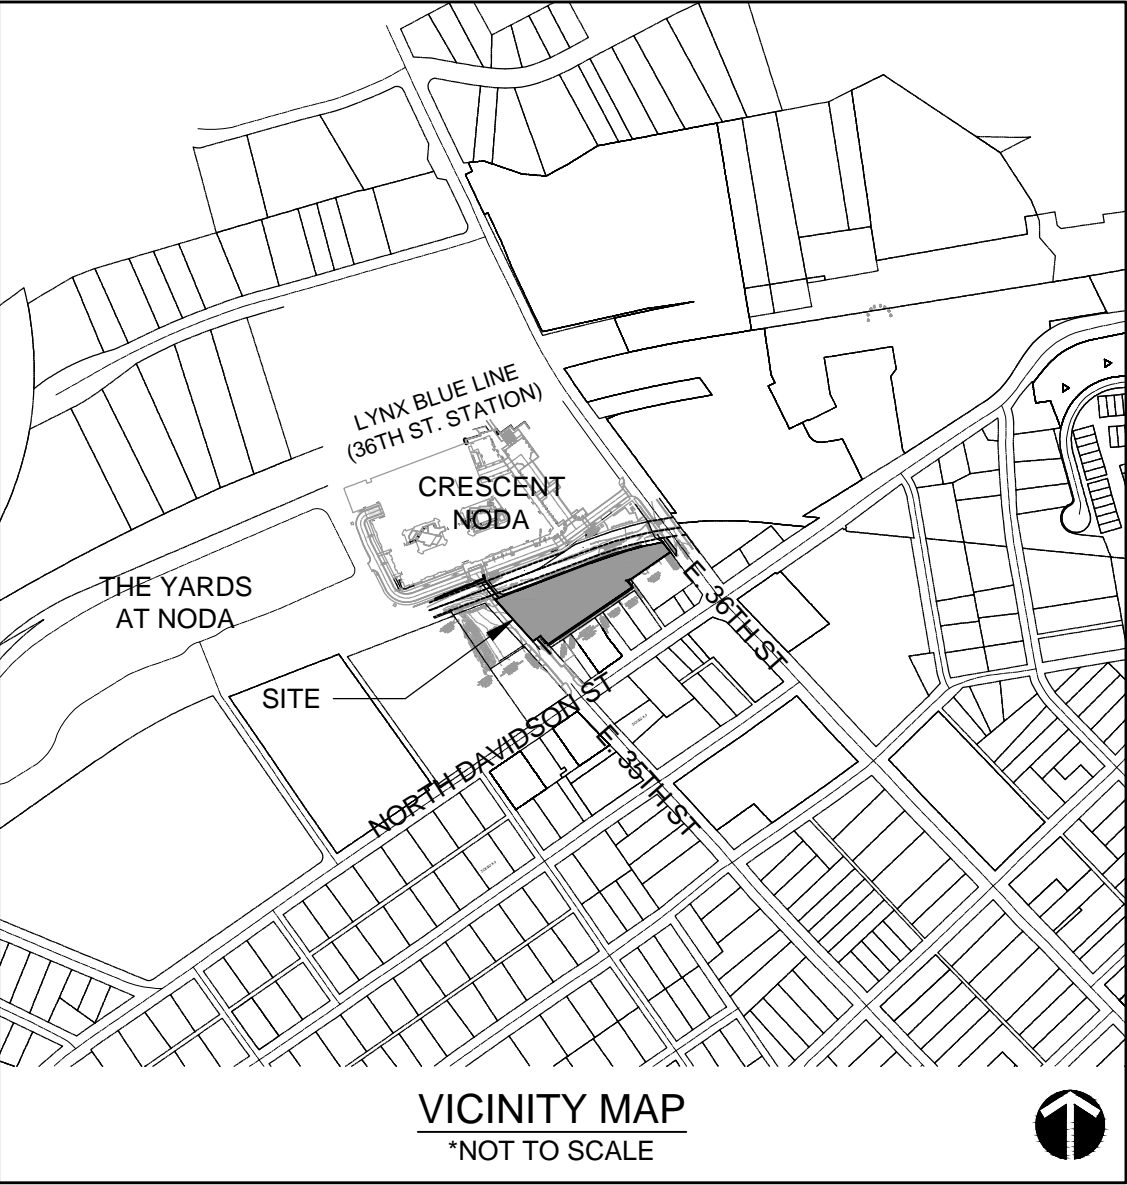 LYNX BLUE LINE
(36TH ST. STATION)
CRESCENT
NODA
THE YARDS
AT NODA
E. 36TH ST
SITE
NORTH DAVIDSON ST
E. 35TH ST
VICINITY MAP
*NOT TO SCALE